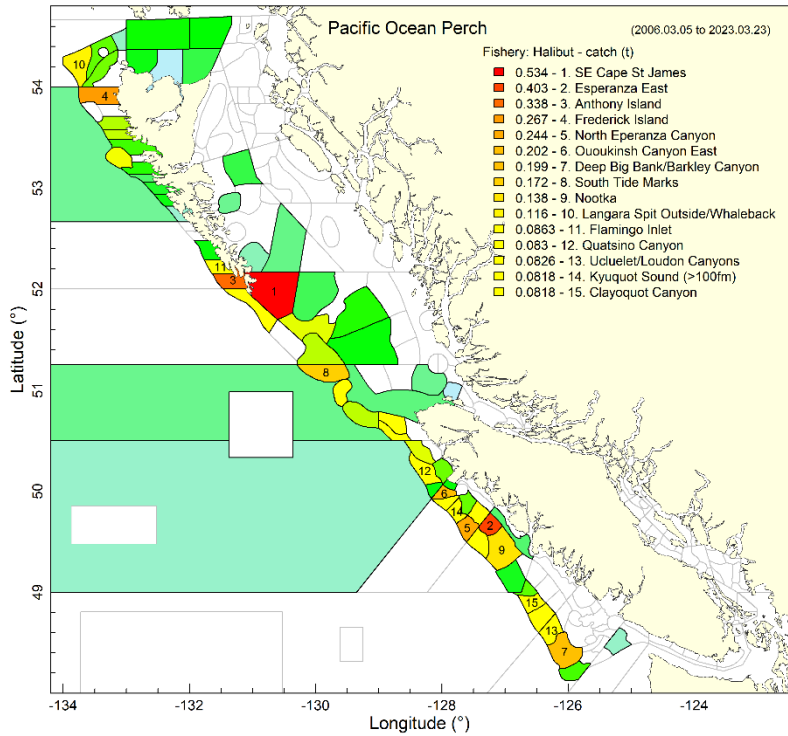 Pacific Ocean Perch
(2006.03.05 to 2023.03.23)
Fishery: Halibut - catch (t)
0.534 - 1. SE Cape St James
0.403 - 2. Esperanza East
0.338 - 3. Anthony Island
0.267 - 4. Frederick Island
0.244 - 5. North Eperanza Canyon
0.202 - 6. Ououkinsh Canyon East
0.199 - 7. Deep Big Bank/Barkley Canyon
0.172 - 8. South Tide Marks
0.138 - 9. Nootka
0.116 - 10. Langara Spit Outside/Whaleback
0.0863 - 11. Flamingo Inlet
0.083 - 12. Quatsino Canyon
0.0826 - 13. Ucluelet/Loudon Canyons
0.0818 - 14. Kyuquot Sound (>100fm)
0.0818 - 15. Clayoquot Canyon
10
4
11
3
1
8
12
6
14
5
2
9
15
13
7
54
53
52
51
50
49
Latitude (°)
-134
-132
-130
-128
-126
-124
Longitude (°)